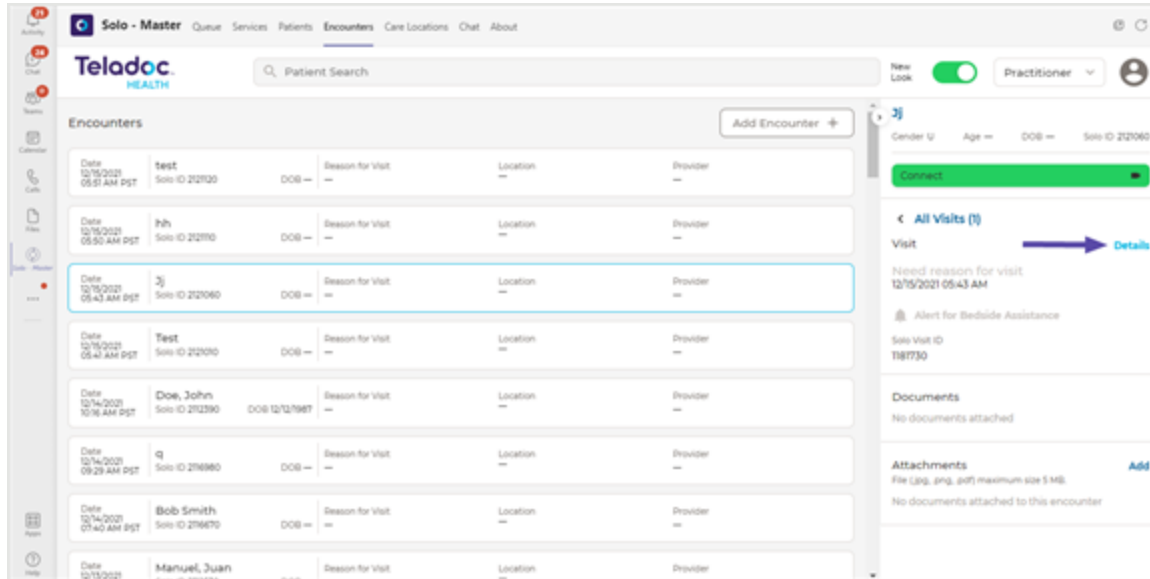 21
Activity
24
Chat
4
Teams
Calendar
Calls
Files
Solo - Master
Apps
Help
Solo - Master Queue Services Patients Encounters Care Locations Chat About
Teladoc.
HEALTH
Patient Search
New
Look
Practitioner
Encounters
Add Encounter +
Date
12/15/2021
05:51 AM PST
test
Solo ID 2121120
DOB —
Reason for Visit
—
Location
—
Provider
—
Date
12/15/2021
05:50 AM PST
hh
Solo ID 2121110
DOB —
Reason for Visit
—
Location
—
Provider
—
Date
12/15/2021
05:43 AM PST
Jj
Solo ID 2121060
DOB —
Reason for Visit
—
Location
—
Provider
—
Date
12/15/2021
05:41 AM PST
Test
Solo ID 2121010
DOB —
Reason for Visit
—
Location
—
Provider
—
Date
12/14/2021
10:16 AM PST
Doe, John
Solo ID 2112390
DOB 12/12/1987
Reason for Visit
—
Location
—
Provider
—
Date
12/14/2021
09:29 AM PST
q
Solo ID 2116980
DOB —
Reason for Visit
—
Location
—
Provider
—
Date
12/14/2021
07:40 AM PST
Bob Smith
Solo ID 2116670
DOB —
Reason for Visit
—
Location
—
Provider
—
Date
12/13/2021
Manuel, Juan
Reason for Visit
Location
Provider
Jj
Gender U Age — DOB — Solo ID 2121060
Connect
< All Visits (1)
Visit Details
Need reason for visit
12/15/2021 05:43 AM
Alert for Bedside Assistance
Solo Visit ID
1181730
Documents
No documents attached
Attachments Add
File (.jpg, .png, .pdf) maximum size 5 MB.
No documents attached to this encounter